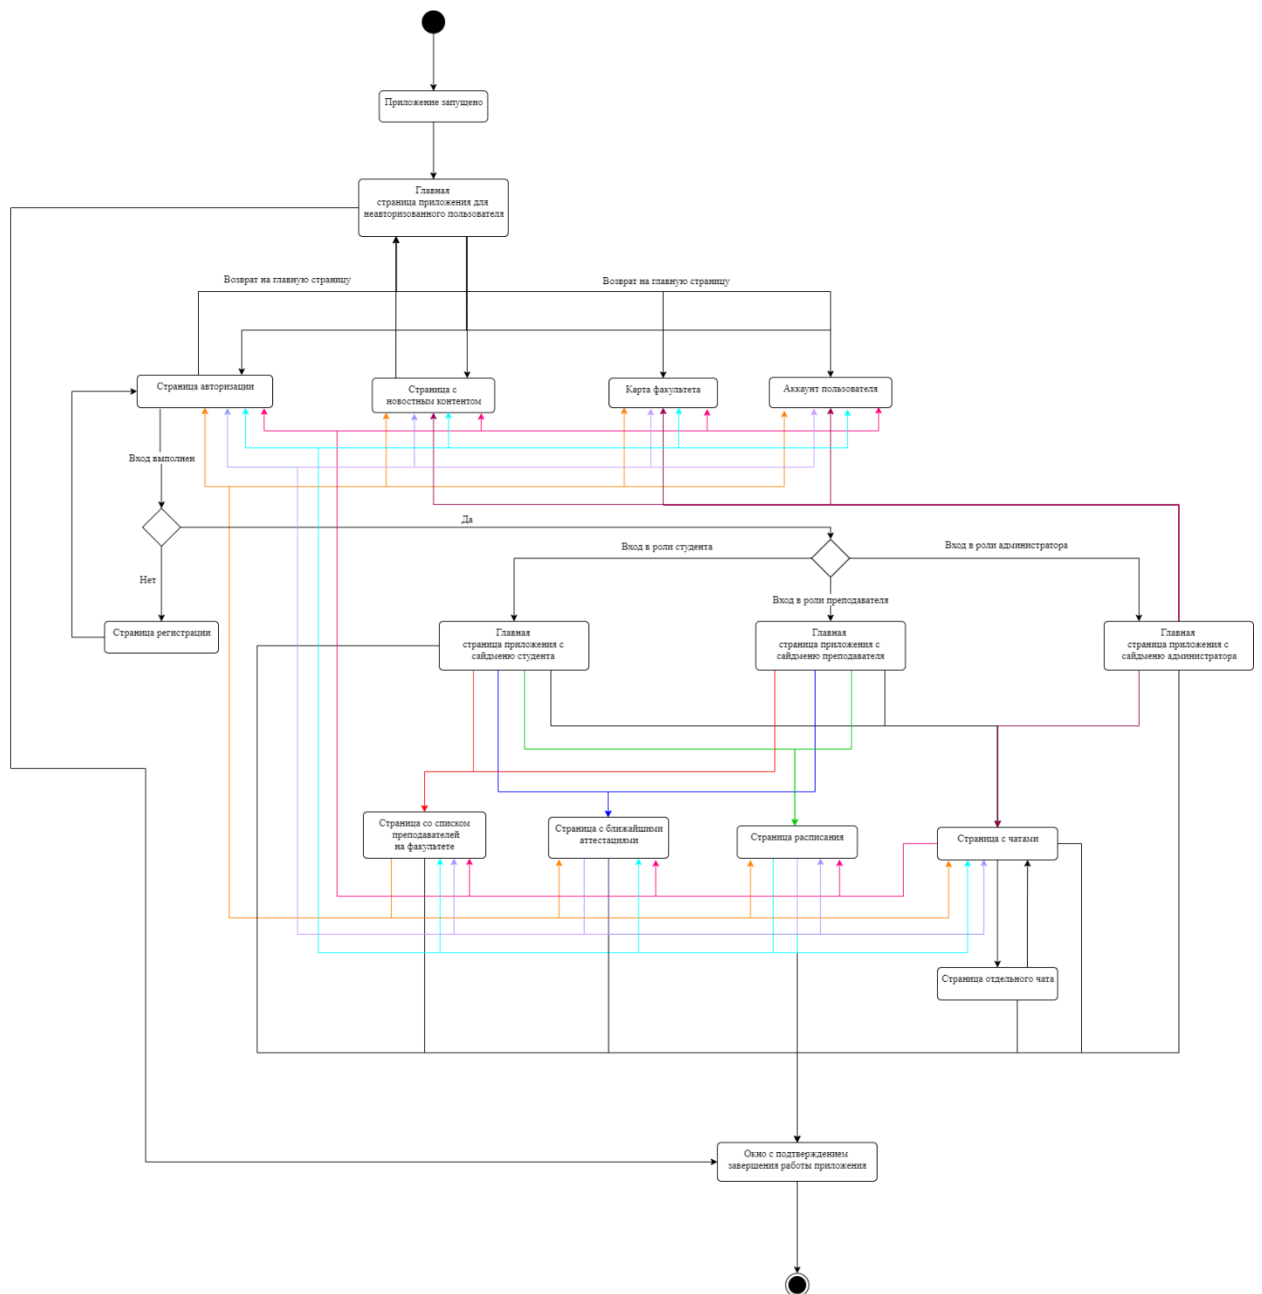 Приложение запущено
Главная
страница приложения для
неавторизованного пользователя
Возврат на главную страницу
Возврат на главную страницу
Страница авторизации
Страница с
новостным контентом
Карта факультета
Аккаунт пользователя
Вход выполнен
Да
Вход в роли студента
Вход в роли администратора
Нет
Вход в роли преподавателя
Страница регистрации
Главная
страница приложения с
сайдменю студента
Главная
страница приложения с
сайдменю преподавателя
Главная
страница приложения с
сайдменю администратора
Страница со списком
преподавателей
на факультете
Страница с ближайшими
аттестациями
Страница расписания
Страница с чатами
Страница отдельного чата
Окно с подтверждением
завершения работы приложения